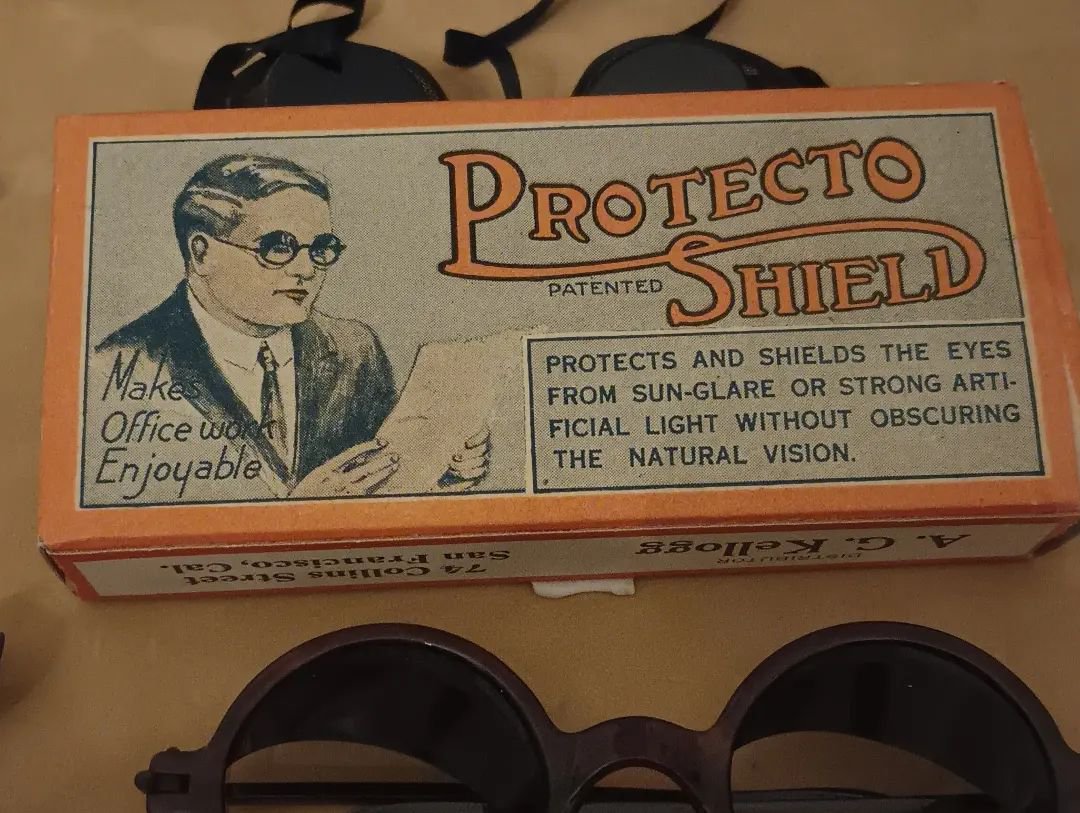 PROTECTO
SHIELD
PATENTED
Makes
Office work
Enjoyable
PROTECTS AND SHIELDS THE EYES
FROM SUN-GLARE OR STRONG ARTI-
FICIAL LIGHT WITHOUT OBSCURING
THE NATURAL VISION.
DISTRIBUTOR
A. G. Kellogg
74 Collins Street
San Francisco, Cal.